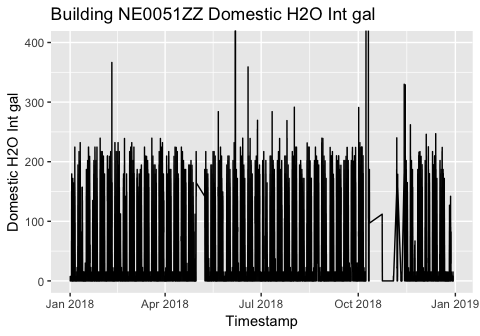 Building NE0051ZZ Domestic H2O Int gal
Domestic H2O Int gal
400
300
200
100
0
Jan 2018
Apr 2018
Jul 2018
Oct 2018
Jan 2019
Timestamp